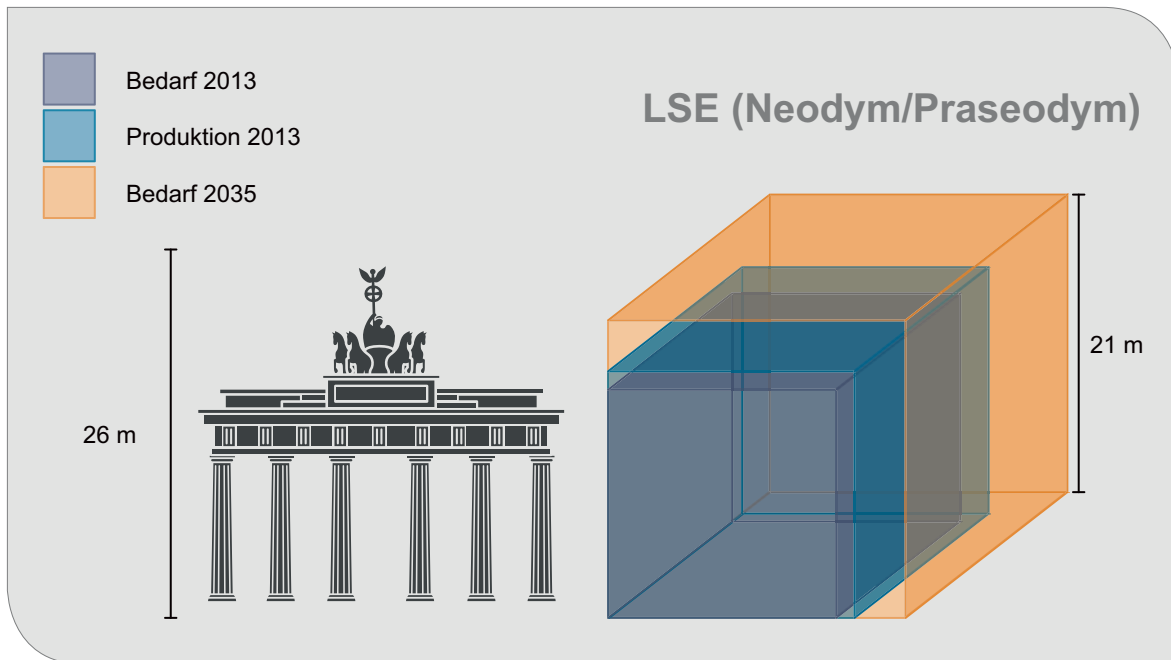 Bedarf 2013
Produktion 2013
Bedarf 2035
LSE (Neodym/Praseodym)
26 m
21 m